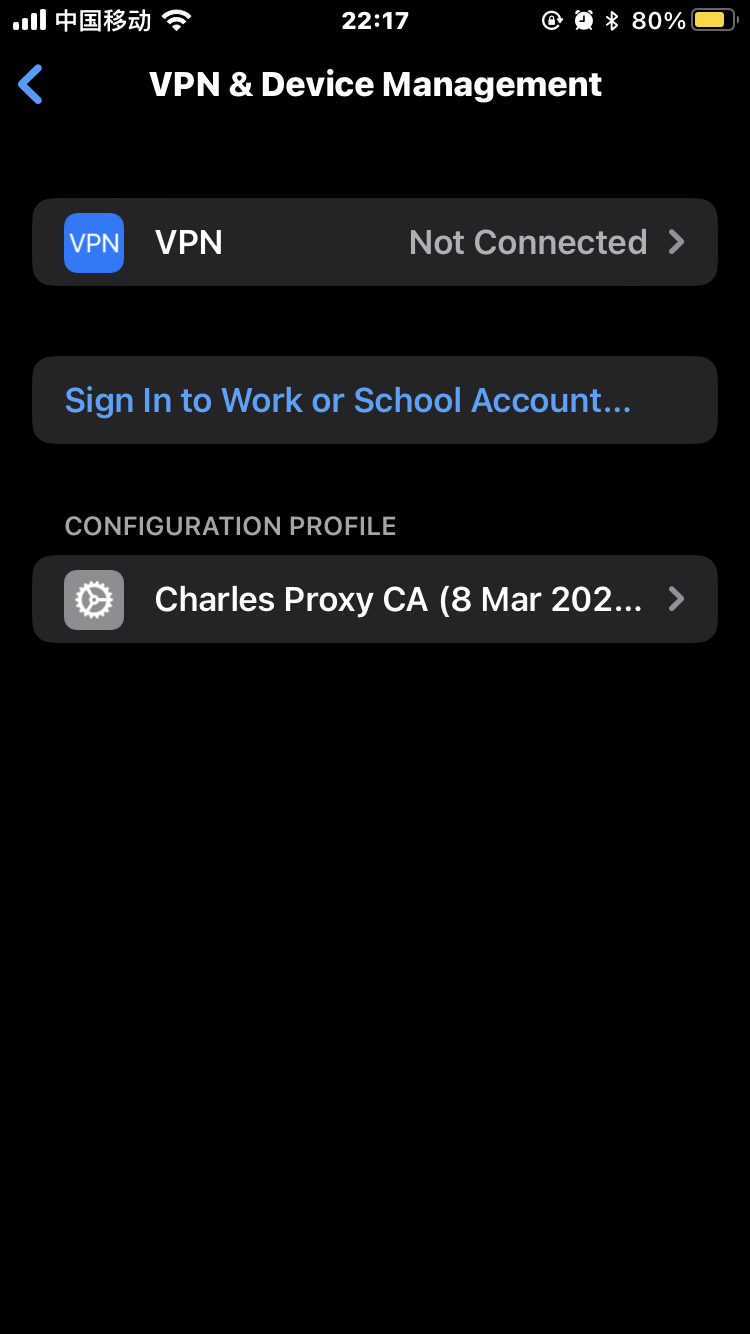 中国移动 22:17 80%
VPN & Device Management
VPN VPN Not Connected
Sign In to Work or School Account...
CONFIGURATION PROFILE
Charles Proxy CA (8 Mar 202...